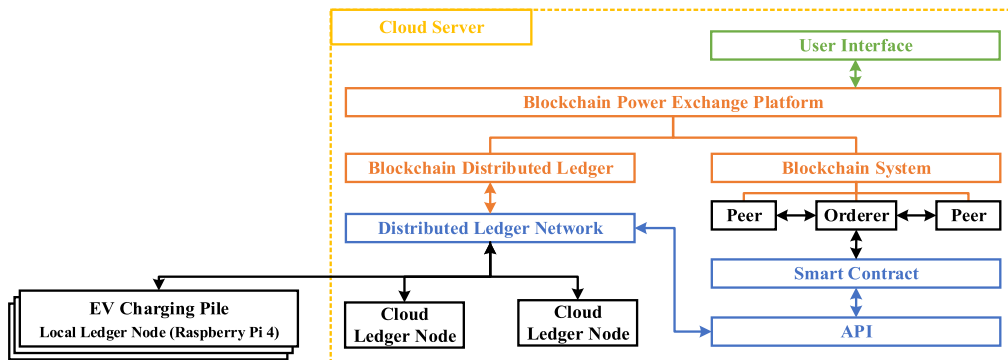 Cloud Server
User Interface
Blockchain Power Exchange Platform
Blockchain Distributed Ledger
Blockchain System
Peer
Orderer
Peer
Distributed Ledger Network
Smart Contract
EV Charging Pile
Local Ledger Node (Raspberry Pi 4)
Cloud
Ledger Node
Cloud
Ledger Node
API